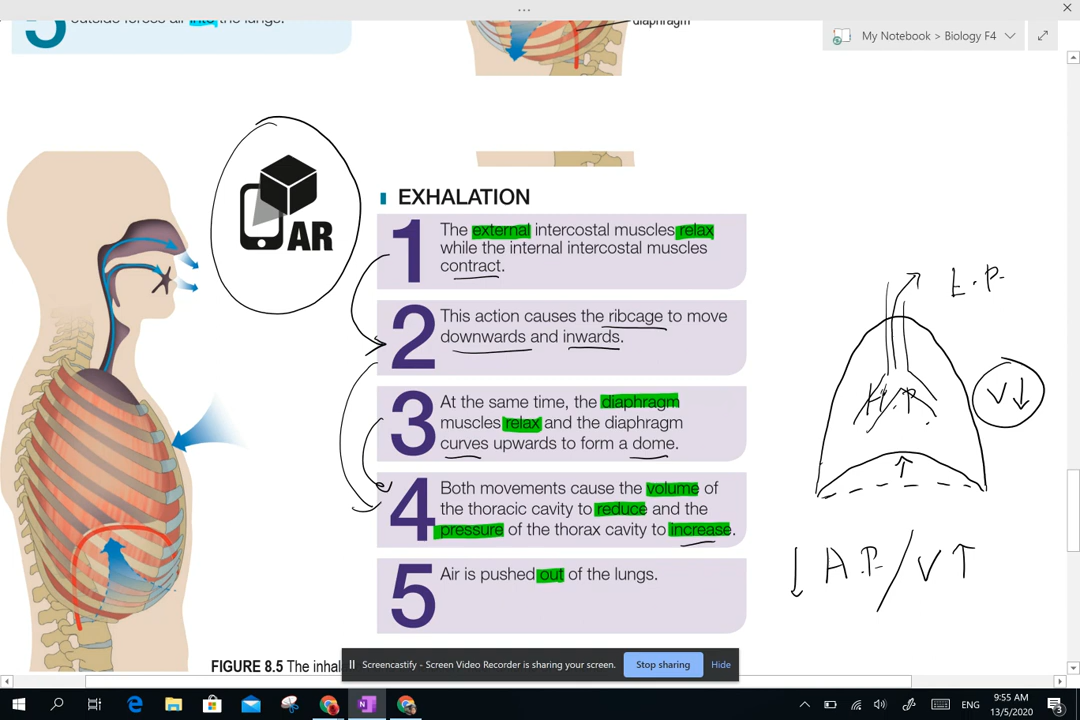 5 outside forces air into the lungs.
diaphragm
My Notebook > Biology F4
AR
EXHALATION
1 The external intercostal muscles relax
while the internal intercostal muscles
contract.
2 This action causes the ribcage to move
downwards and inwards.
3 At the same time, the diaphragm
muscles relax and the diaphragm
curves upwards to form a dome.
4 Both movements cause the volume of
the thoracic cavity to reduce and the
pressure of the thorax cavity to increase.
5 Air is pushed out of the lungs.
L.P.
H.P
V↓
↓ A.P. / V↑
FIGURE 8.5 The inhal
Screencastify - Screen Video Recorder is sharing your screen.
Stop sharing
Hide
ENG
9:55 AM
13/5/2020
3